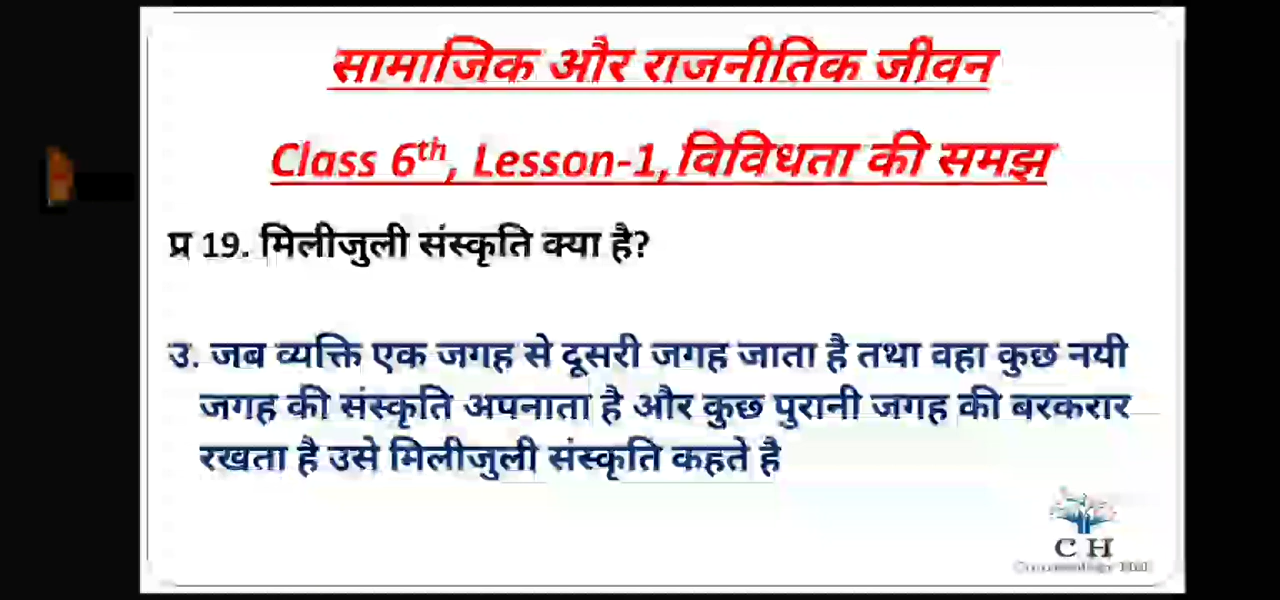 सामाजिक और राजनीतिक जीवन
Class 6th, Lesson-1, विविधता की समझ
प्र 19. मिलीजुली संस्कृति क्या है?
उ. जब व्यक्ति एक जगह से दूसरी जगह जाता है तथा वहा कुछ नयी
जगह की संस्कृति अपनाता है और कुछ पुरानी जगह की बरकरार
रखता है उसे मिलीजुली संस्कृति कहते है
C H